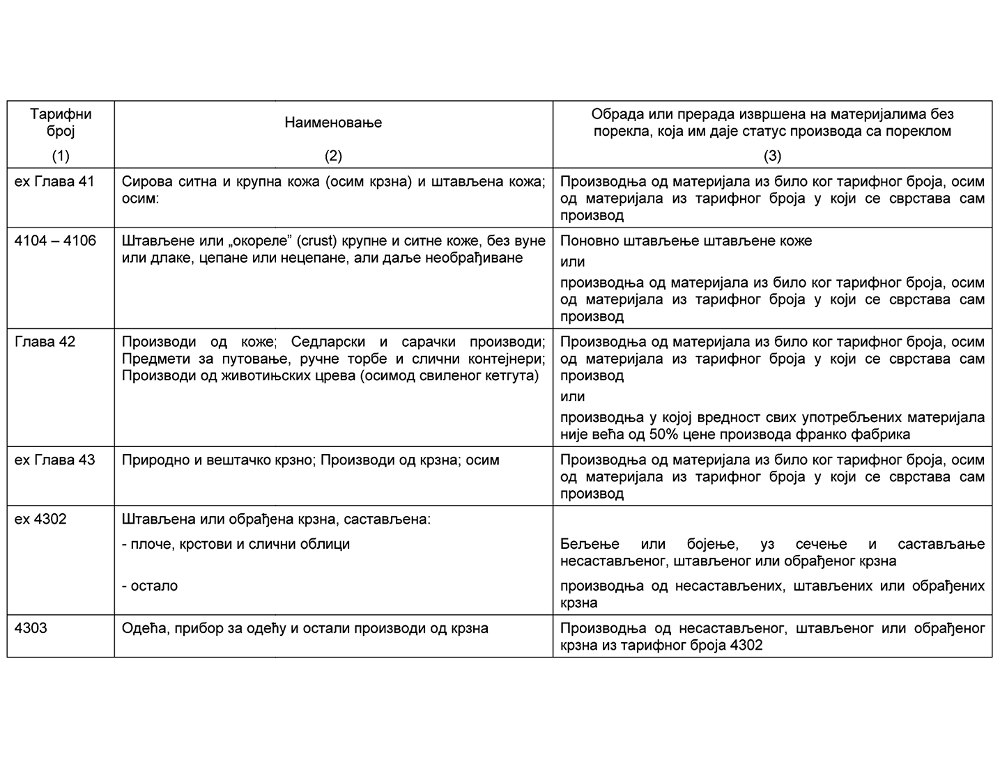 Тарифни
број
(1)
Наименовање
(2)
Обрада или прерада извршена на материјалима без
порекла, која им даје статус производа са пореклом
(3)
ex Глава 41
Сирова ситна и крупна кожа (осим крзна) и штављена кожа;
осим:
Производња од материјала из било ког тарифног броја, осим
од материјала из тарифног броја у који се сврстава сам
производ
4104 – 4106
Штављене или „окореле” (crust) крупне и ситне коже, без вуне
или длаке, цепане или нецепане, али даље необрађиване
Поновно штављење штављене коже
или
производња од материјала из било ког тарифног броја, осим
од материјала из тарифног броја у који се сврстава сам
производ
Глава 42
Производи од коже; Седларски и сарачки производи;
Предмети за путовање, ручне торбе и слични контејнери;
Производи од животињских црева (осимод свиленог кетгута)
Производња од материјала из било ког тарифног броја, осим
од материјала из тарифног броја у који се сврстава сам
производ
или
производња у којој вредност свих употребљених материјала
није већа од 50% цене производа франко фабрика
ex Глава 43
Природно и вештачко крзно; Производи од крзна; осим
Производња од материјала из било ког тарифног броја, осим
од материјала из тарифног броја у који се сврстава сам
производ
ex 4302
Штављена или обрађена крзна, састављена:
- плоче, крстови и слични облици
Бељење или бојење, уз сечење и састављање
несастављеног, штављеног или обрађеног крзна
- остало
производња од несастављених, штављених или обрађених
крзна
4303
Одећа, прибор за одећу и остали производи од крзна
Производња од несастављеног, штављеног или обрађеног
крзна из тарифног броја 4302